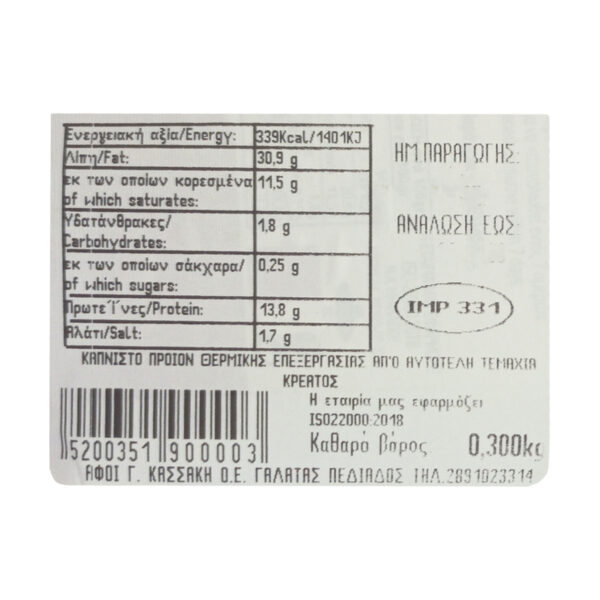 Ενεργειακή αξία/Energy: 339Kcal/1401KJ
Λίπη/Fat: 30,9 g
εκ των οποίων κορεσμένα
of which saturates: 11,5 g
Υδατάνθρακες/
Carbohydrates: 1,8 g
εκ των οποίων σάκχαρα/
of which sugars: 0,25 g
Πρωτεΐνες/Protein: 13,8 g
Αλάτι/Salt: 1,7 g
ΗΜ.ΠΑΡΑΓΩΓΗΣ:
ΑΝΑΛΩΣΗ ΕΩΣ:
IMP 334
ΚΑΠΝΙΣΤΟ ΠΡΟΙΟΝ ΘΕΡΜΙΚΗΣ ΕΠΕΞΕΡΓΑΣΙΑΣ ΑΠ'Ο ΑΥΤΟΤΕΛΗ ΤΕΜΑΧΙΑ
ΚΡΕΑΤΟΣ
Η εταιρία μας εφαρμόζει
ISO22000:2018
Καθαρό βάρος 0,300kg
5200351 900003
ΑΦΟΙ Γ. ΚΑΣΣΑΚΗ Ο.Ε. ΓΑΛΑΤΑΣ ΠΕΔΙΑΔΟΣ ΤΗΛ.2891023314